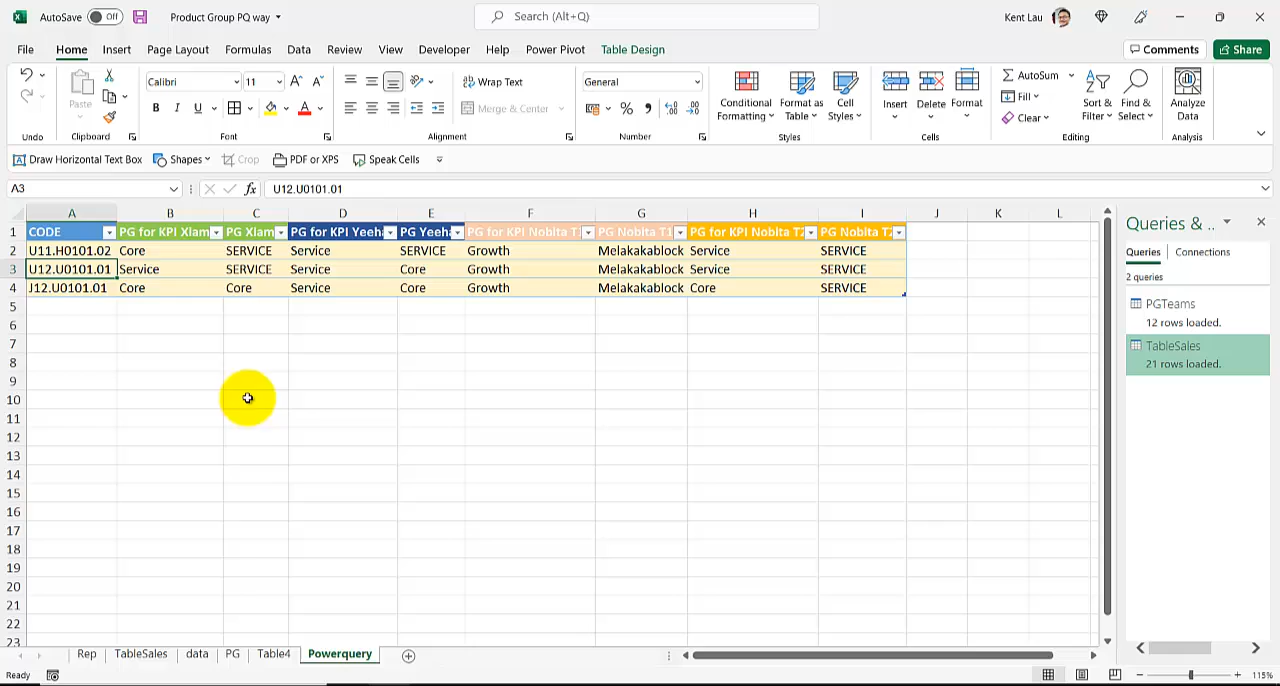 AutoSave Off Product Group PQ way Search (Alt+Q) Kent Lau
File Home Insert Page Layout Formulas Data Review View Developer Help Power Pivot Table Design Comments Share
Paste Calibri 11 A A Wrap Text General Conditional Formatting Format as Table Cell Styles Insert Delete Format AutoSum Sort & Filter Find & Select Analyze Data
B I U A Merge & Center % Fill
Clear
Undo Clipboard Font Alignment Number Styles Cells Editing Analysis
Draw Horizontal Text Box Shapes Crop PDF or XPS Speak Cells
A3 fx U12.U0101.01
A B C D E F G H I J K L
1 CODE PG for KPI Xlam PG Xlam PG for KPI Yeeha PG Yeeha PG for KPI Nobita T1 PG Nobita T1 PG for KPI Nobita T2 PG Nobita T2
2 U11.H0101.02 Core SERVICE Service SERVICE Growth Melakakablock Service SERVICE
3 U12.U0101.01 Service SERVICE Service Core Growth Melakakablock Service SERVICE
4 J12.U0101.01 Core Core Service Core Growth Melakakablock Core SERVICE
5
6
7
8
9
10
11
12
13
14
15
16
17
18
19
20
21
22
23
Queries & ..
Queries Connections
2 queries
PGTeams
12 rows loaded.
TableSales
21 rows loaded.
Rep TableSales data PG Table4 Powerquery
Ready 115%